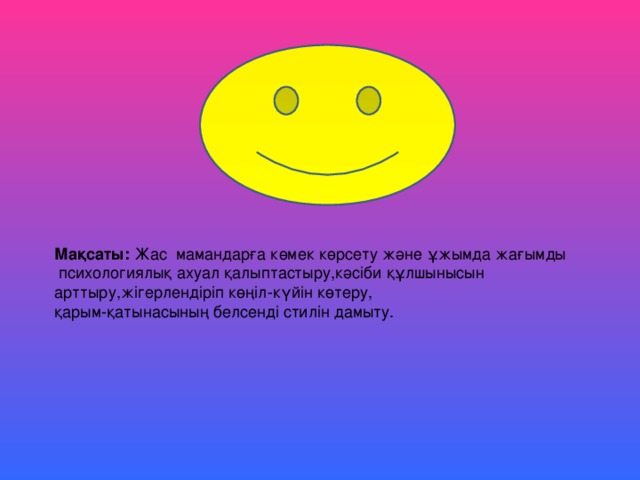 Мақсаты: Жас  мамандарға көмек көрсету және ұжымда жағымды
 психологиялық ахуал қалыптастыру,кәсіби құлшынысын
арттыру,жігерлендіріп көңіл-күйін көтеру,
қарым-қатынасының белсенді стилін дамыту.